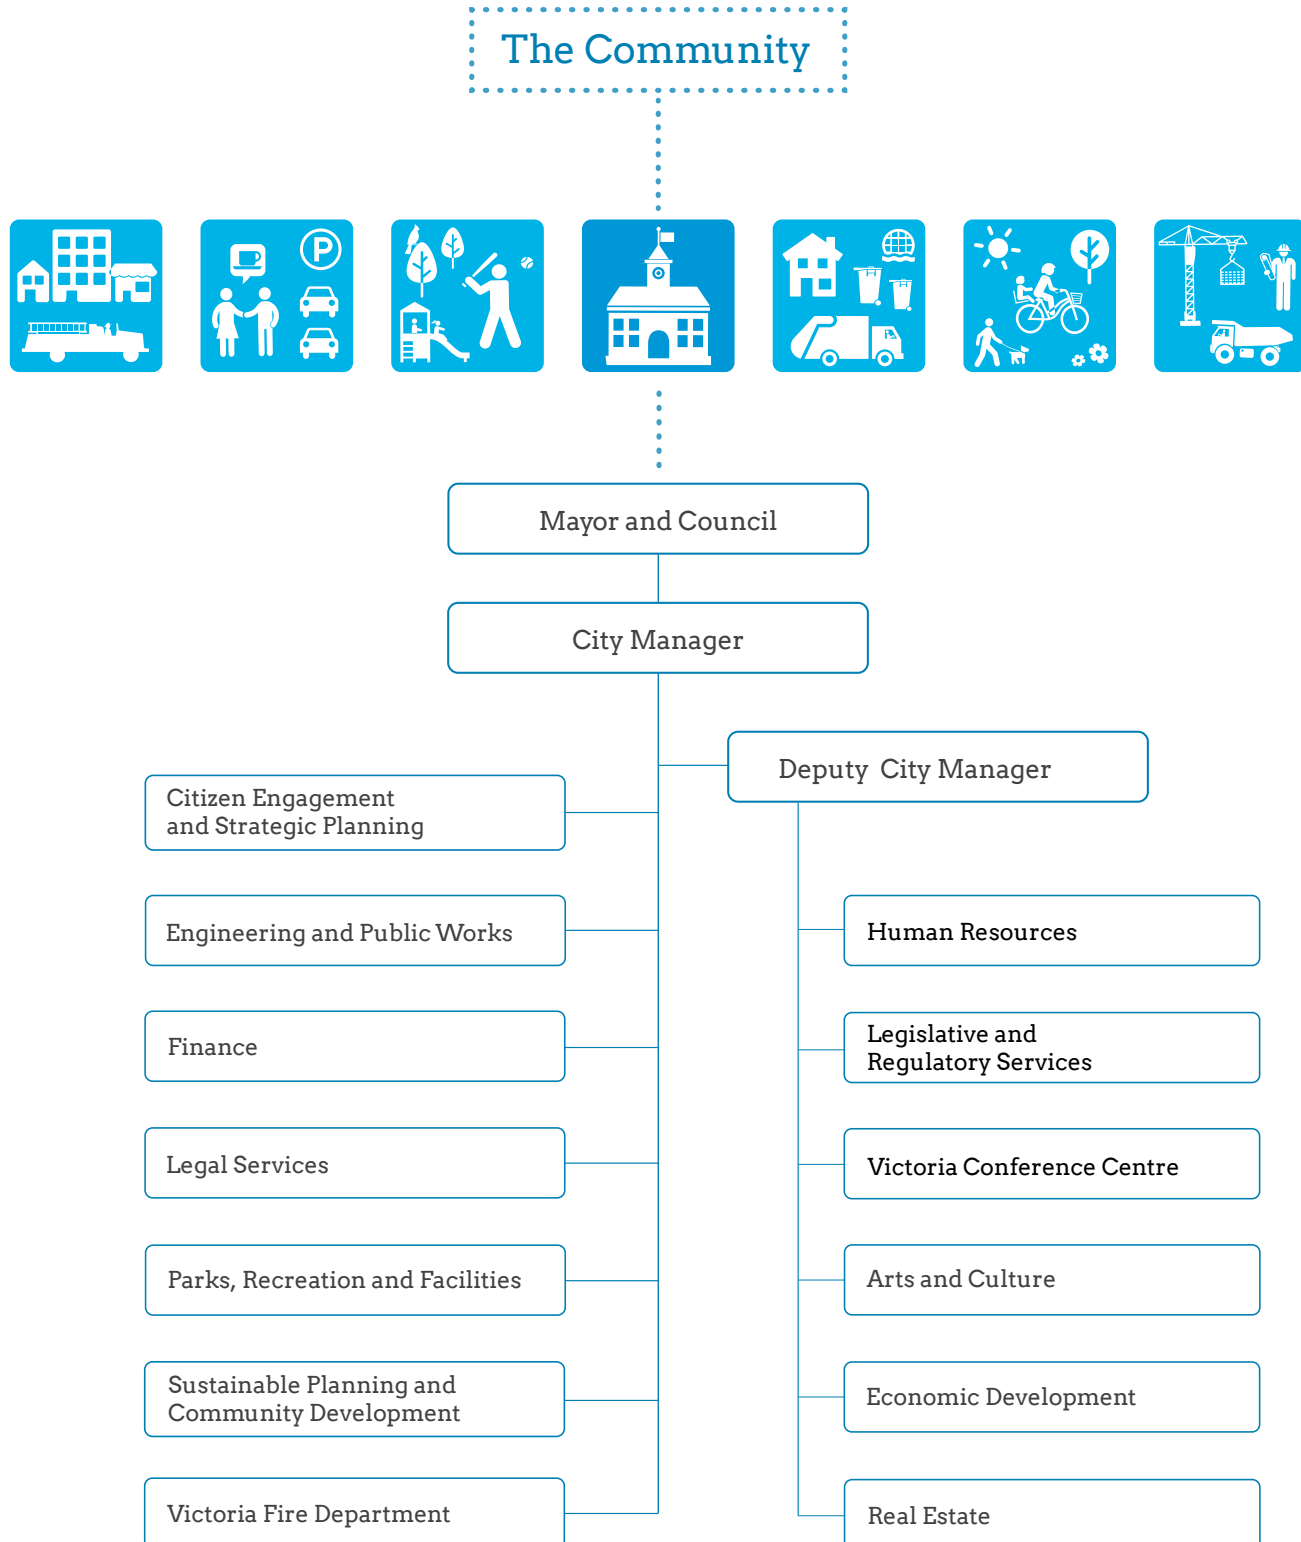 The Community
P
Mayor and Council
City Manager
Deputy City Manager
Citizen Engagement
and Strategic Planning
Engineering and Public Works
Finance
Legal Services
Parks, Recreation and Facilities
Sustainable Planning and
Community Development
Victoria Fire Department
Human Resources
Legislative and
Regulatory Services
Victoria Conference Centre
Arts and Culture
Economic Development
Real Estate